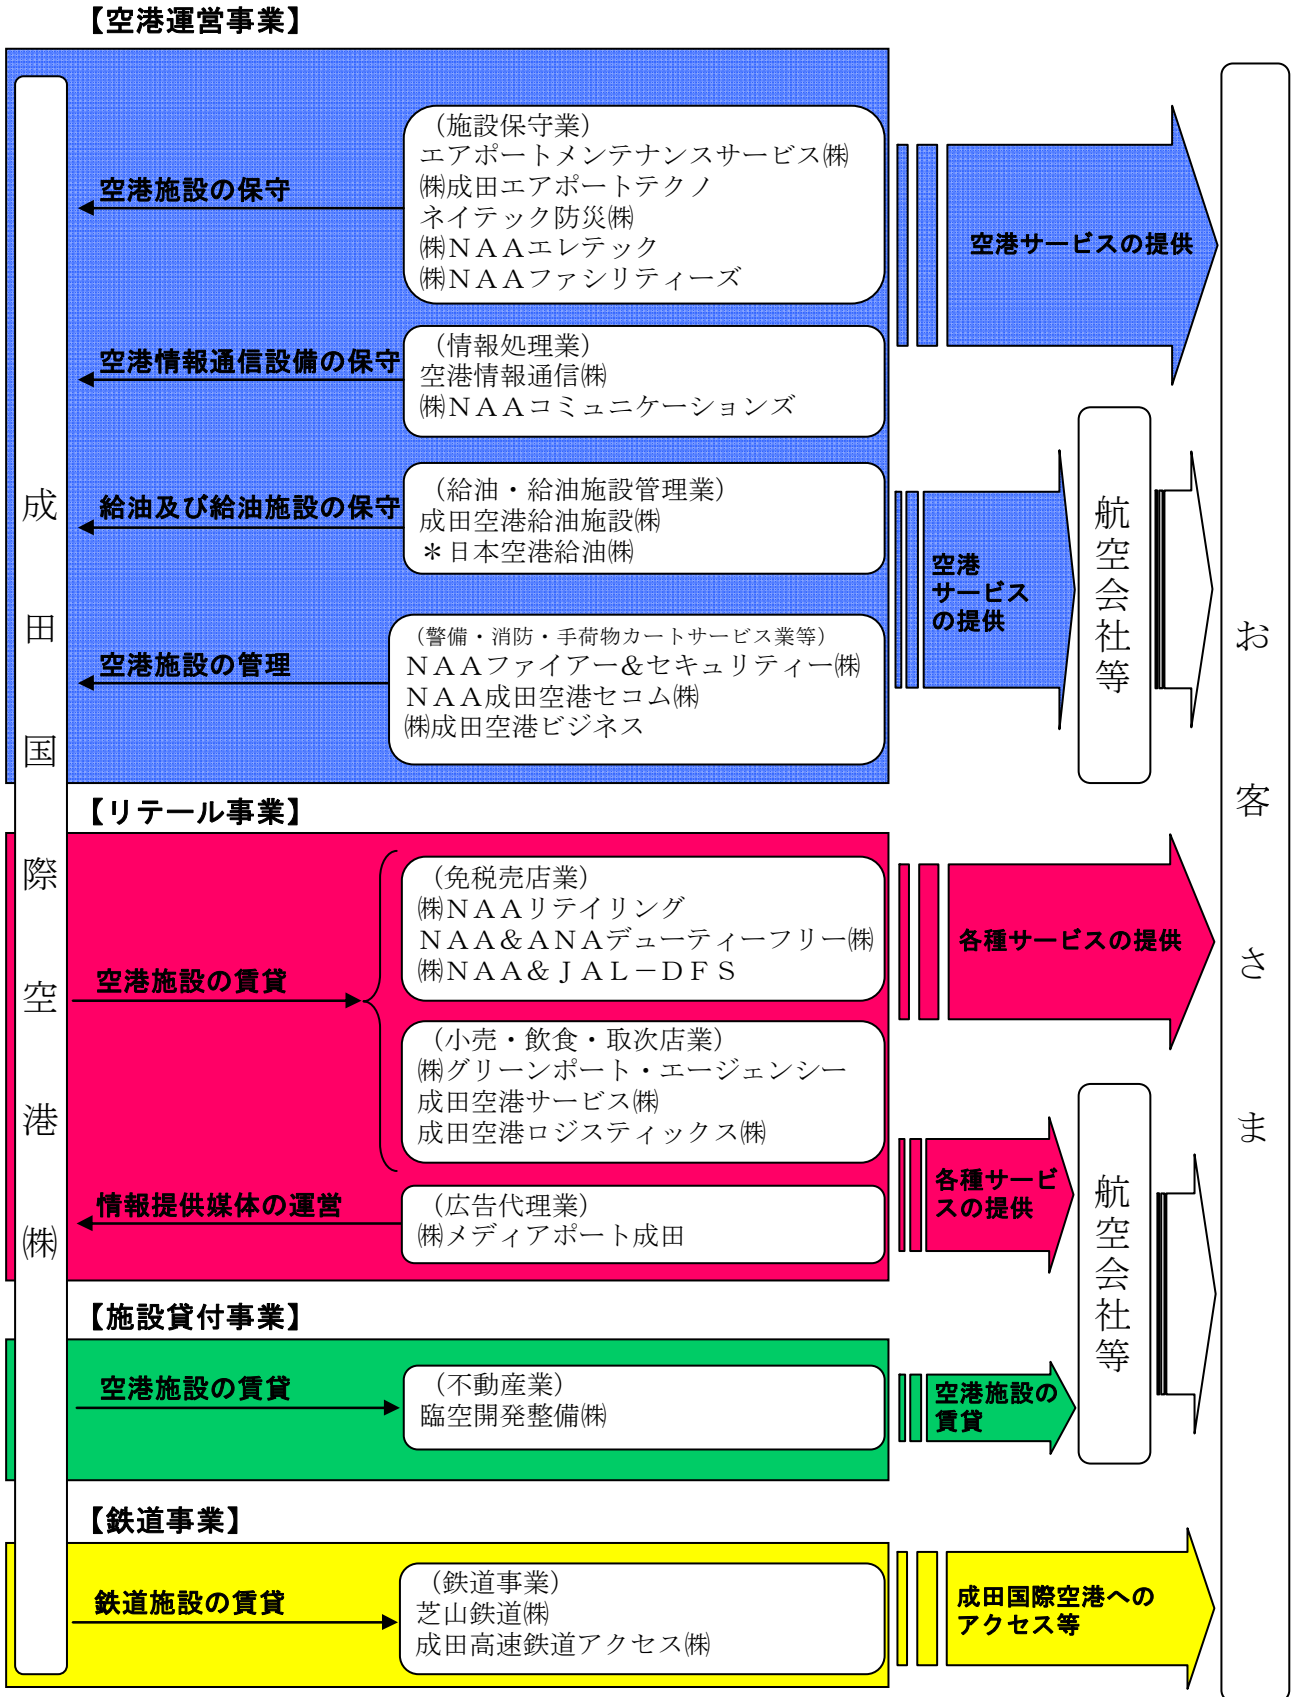 【空港運営事業】
成田国際空港㈱
（施設保守業）
エアポートメンテナンスサービス㈱
㈱成田エアポートテクノ
ネイテック防災㈱
㈱ＮＡＡエレテック
㈱ＮＡＡファシリティーズ
空港施設の保守
空港サービスの提供
（情報処理業）
空港情報通信㈱
㈱ＮＡＡコミュニケーションズ
空港情報通信設備の保守
（給油・給油施設管理業）
成田空港給油施設㈱
＊日本空港給油㈱
給油及び給油施設の保守
空港
サービス
の提供
航空会社等
お客さま
（警備・消防・手荷物カートサービス業等）
ＮＡＡファイアー＆セキュリティー㈱
ＮＡＡ成田空港セコム㈱
㈱成田空港ビジネス
空港施設の管理
【リテール事業】
（免税売店業）
㈱ＮＡＡリテイリング
ＮＡＡ＆ＡＮＡデューティーフリー㈱
㈱ＮＡＡ＆ＪＡＬ－ＤＦＳ
空港施設の賃貸
各種サービスの提供
（小売・飲食・取次店業）
㈱グリーンポート・エージェンシー
成田空港サービス㈱
成田空港ロジスティックス㈱
情報提供媒体の運営
（広告代理業）
㈱メディアポート成田
各種サービ
スの提供
航空会社等
【施設貸付事業】
空港施設の賃貸
（不動産業）
臨空開発整備㈱
空港施設の
賃貸
【鉄道事業】
鉄道施設の賃貸
（鉄道事業）
芝山鉄道㈱
成田高速鉄道アクセス㈱
成田国際空港への
アクセス等